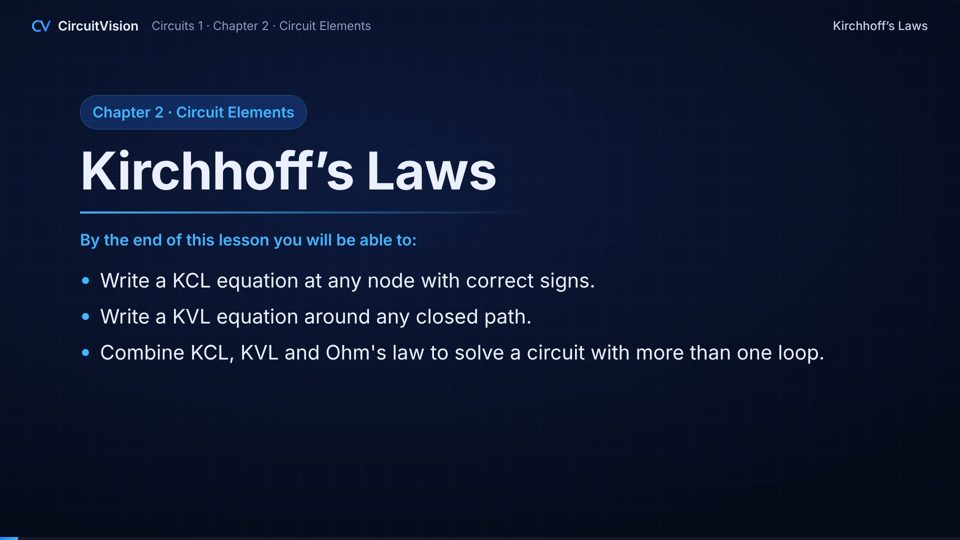 CV CircuitVision Circuits 1 · Chapter 2 · Circuit Elements Kirchhoff’s Laws
Chapter 2 · Circuit Elements
Kirchhoff’s Laws
By the end of this lesson you will be able to:
• Write a KCL equation at any node with correct signs.
• Write a KVL equation around any closed path.
• Combine KCL, KVL and Ohm's law to solve a circuit with more than one loop.